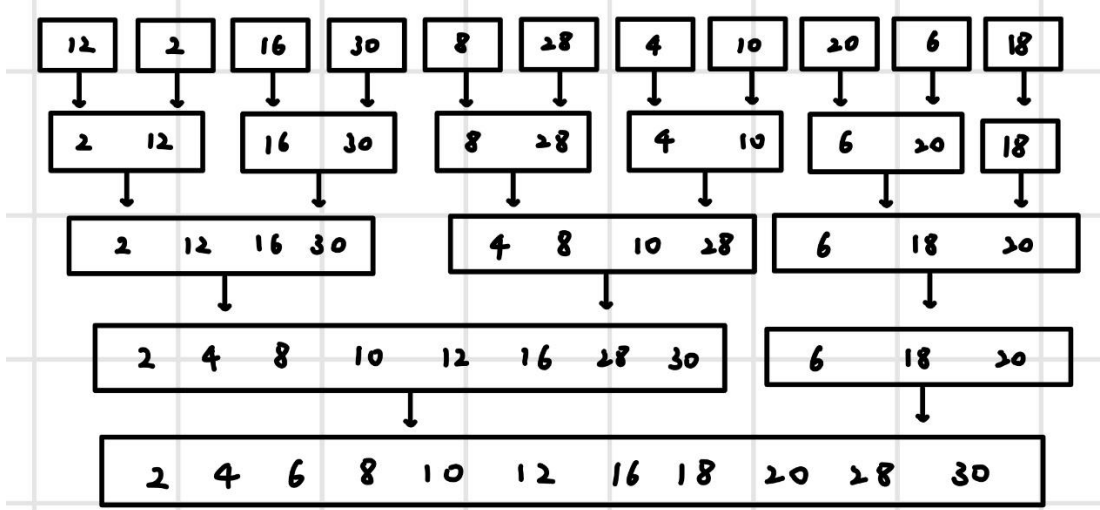 12 2 16 30 8 28 4 10 20 6 18
2 12 16 30 8 28 4 10 6 20 18
2 12 16 30 4 8 10 28 6 18 20
2 4 8 10 12 16 28 30 6 18 20
2 4 6 8 10 12 16 18 20 28 30